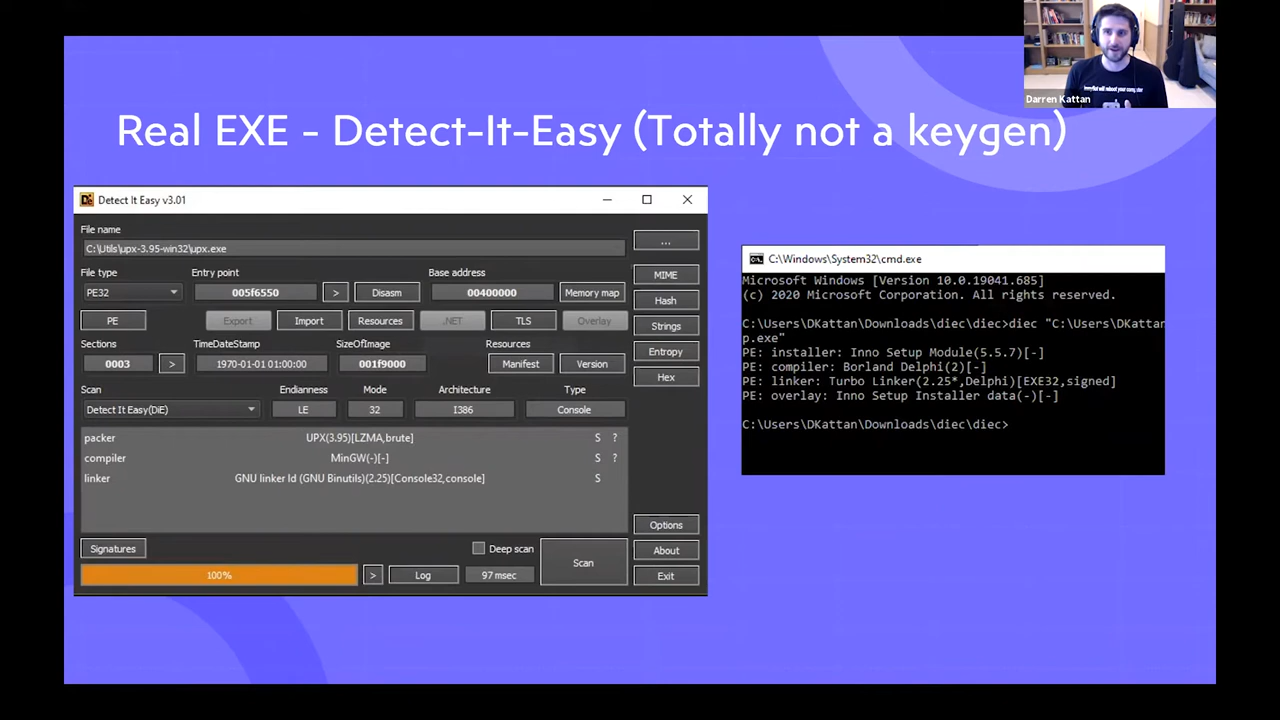 Darren Kattan
Real EXE - Detect-It-Easy (Totally not a keygen)
Detect It Easy v3.01
File name
C:\Utils\upx-3.95-win32\upx.exe
...
File type Entry point Base address
PE32 005f6550 > Disasm 00400000 Memory map
MIME
PE Export Import Resources .NET TLS Overlay
Hash
Strings
Sections TimeDateStamp SizeOfImage Resources
0003 > 1970-01-01 01:00:00 001f9000 Manifest Version
Entropy
Hex
Scan Endianness Mode Architecture Type
Detect It Easy(DiE) LE 32 I386 Console
packer UPX(3.95)[LZMA,brute] S ?
compiler MinGW(-)[-] S ?
linker GNU linker ld (GNU Binutils)(2.25)[Console32,console] S
Options
Signatures Deep scan Scan About
100% > Log 97 msec Exit
C:\Windows\System32\cmd.exe
Microsoft Windows [Version 10.0.19041.685]
(c) 2020 Microsoft Corporation. All rights reserved.
C:\Users\DKattan\Downloads\diec\diec>diec "C:\Users\DKattan
p.exe"
PE: installer: Inno Setup Module(5.5.7)[-]
PE: compiler: Borland Delphi(2)[-]
PE: linker: Turbo Linker(2.25*,Delphi)[EXE32,signed]
PE: overlay: Inno Setup Installer data(-)[-]
C:\Users\DKattan\Downloads\diec\diec>